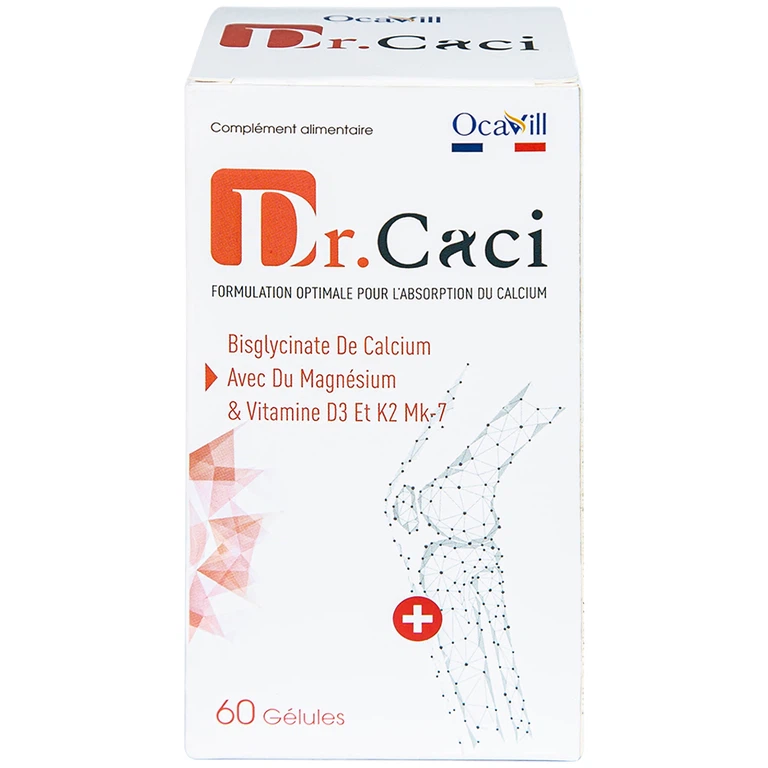 Ocavill
Dr.Caci
Complément alimentaire
Ocavill
Dr.Caci
FORMULATION OPTIMALE POUR L'ABSORPTION DU CALCIUM
Bisglycinate De Calcium
Avec Du Magnésium
& Vitamine D3 Et K2 Mk-7
60 Gélules